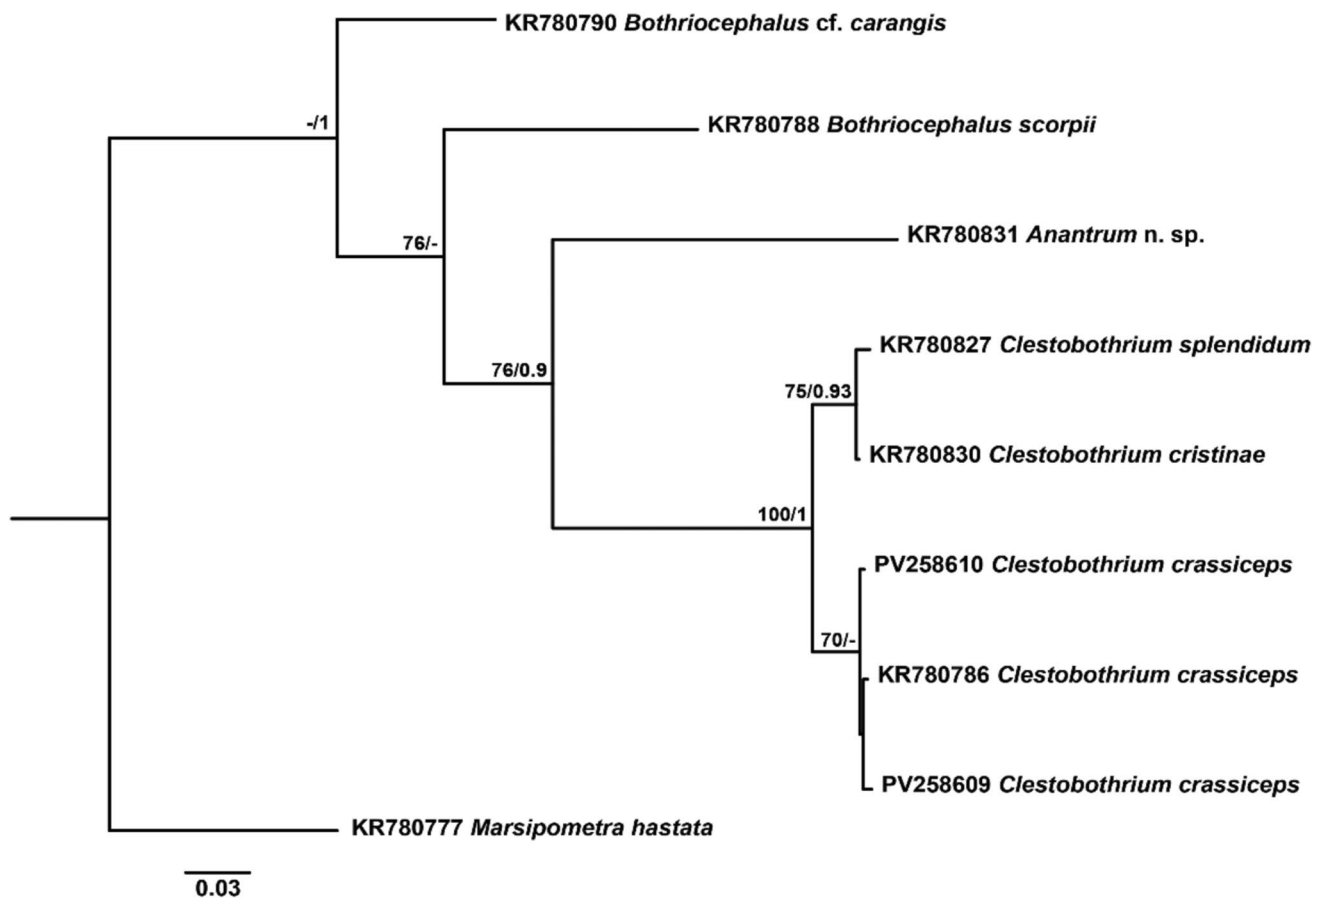 KR780790 Bothriocephalus cf. carangis
-/1
KR780788 Bothriocephalus scorpii
76/-
KR780831 Anantrum n. sp.
KR780827 Clestobothrium splendidum
76/0.9
75/0.93
KR780830 Clestobothrium cristinae
100/1
PV258610 Clestobothrium crassiceps
70/-
KR780786 Clestobothrium crassiceps
PV258609 Clestobothrium crassiceps
KR780777 Marsipometra hastata
0.03